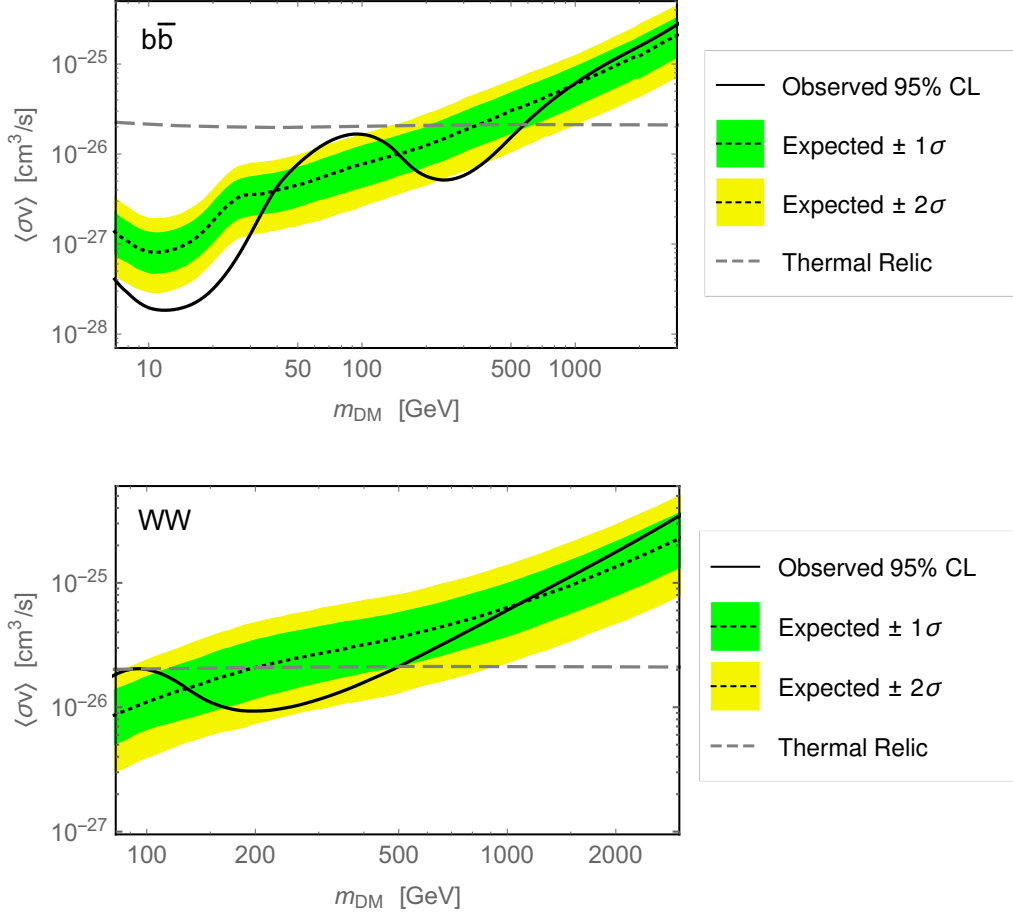 bb̅
10⁻²⁵
10⁻²⁶
10⁻²⁷
10⁻²⁸
⟨σv⟩ [cm³/s]
10 50 100 500 1000
m_DM [GeV]
Observed 95% CL
Expected ± 1σ
Expected ± 2σ
Thermal Relic
WW
10⁻²⁵
10⁻²⁶
10⁻²⁷
⟨σv⟩ [cm³/s]
100 200 500 1000 2000
m_DM [GeV]
Observed 95% CL
Expected ± 1σ
Expected ± 2σ
Thermal Relic